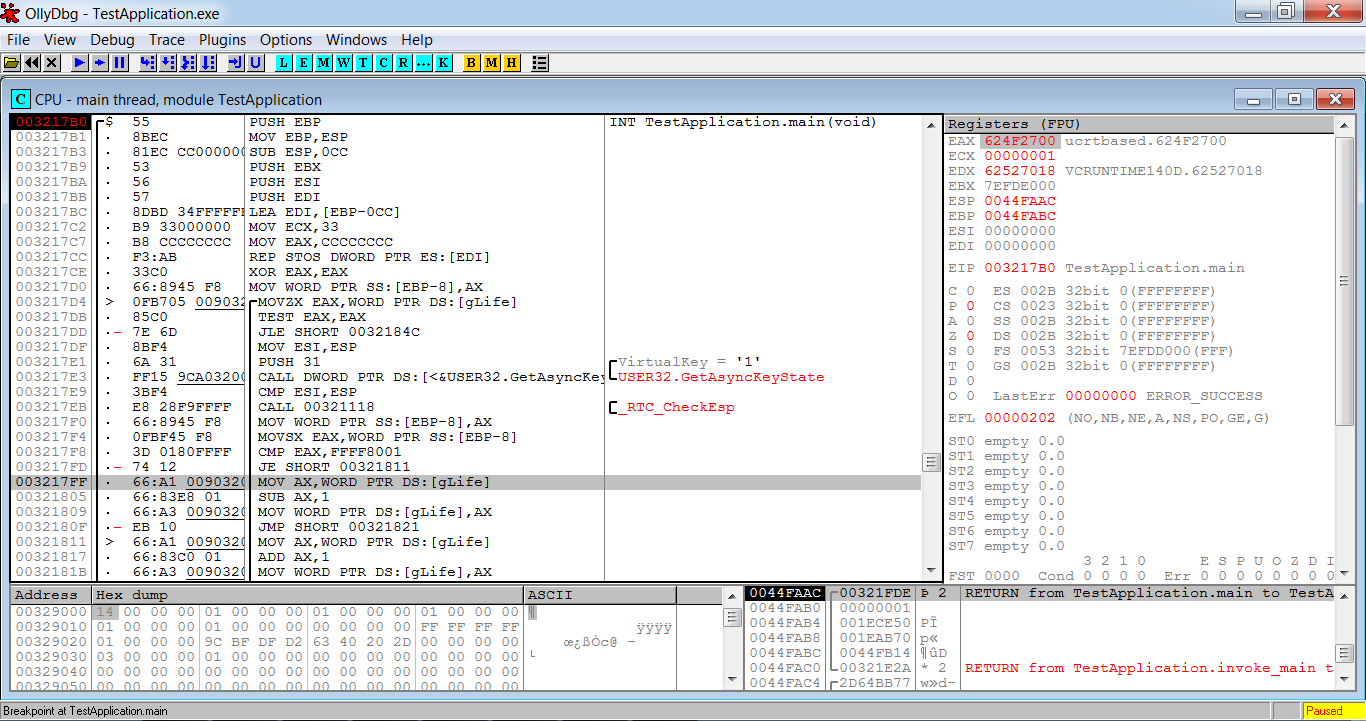 OllyDbg - TestApplication.exe
File View Debug Trace Plugins Options Windows Help
L E M W T C R ... K B M H
C CPU - main thread, module TestApplication
003217B0 $ 55 PUSH EBP INT TestApplication.main(void)
003217B1 . 8BEC MOV EBP,ESP
003217B3 . 81EC CC000000 SUB ESP,0CC
003217B9 . 53 PUSH EBX
003217BA . 56 PUSH ESI
003217BB . 57 PUSH EDI
003217BC . 8DBD 34FFFFFF LEA EDI,[EBP-0CC]
003217C2 . B9 33000000 MOV ECX,33
003217C7 . B8 CCCCCCCC MOV EAX,CCCCCCCC
003217CC . F3:AB REP STOS DWORD PTR ES:[EDI]
003217CE . 33C0 XOR EAX,EAX
003217D0 . 66:8945 F8 MOV WORD PTR SS:[EBP-8],AX
003217D4 > 0FB705 009032 MOVZX EAX,WORD PTR DS:[gLife]
003217DB . 85C0 TEST EAX,EAX
003217DD .- 7E 6D JLE SHORT 0032184C
003217DF . 8BF4 MOV ESI,ESP
003217E1 . 6A 31 PUSH 31 VirtualKey = '1'
003217E3 . FF15 9CA03200 CALL DWORD PTR DS:[<&USER32.GetAsyncKey USER32.GetAsyncKeyState
003217E9 . 3BF4 CMP ESI,ESP
003217EB . E8 28F9FFFF CALL 00321118 _RTC_CheckEsp
003217F0 . 66:8945 F8 MOV WORD PTR SS:[EBP-8],AX
003217F4 . 0FBF45 F8 MOVSX EAX,WORD PTR SS:[EBP-8]
003217F8 . 3D 0180FFFF CMP EAX,FFFF8001
003217FD .- 74 12 JE SHORT 00321811
003217FF . 66:A1 00903200 MOV AX,WORD PTR DS:[gLife]
00321805 . 66:83E8 01 SUB AX,1
00321809 . 66:A3 00903200 MOV WORD PTR DS:[gLife],AX
0032180F .- EB 10 JMP SHORT 00321821
00321811 > 66:A1 00903200 MOV AX,WORD PTR DS:[gLife]
00321817 . 66:83C0 01 ADD AX,1
0032181B . 66:A3 00903200 MOV WORD PTR DS:[gLife],AX
Registers (FPU)
EAX 624F2700 ucrtbased.624F2700
ECX 00000001
EDX 62527018 VCRUNTIME140D.62527018
EBX 7EFDE000
ESP 0044FAAC
EBP 0044FABC
ESI 00000000
EDI 00000000
EIP 003217B0 TestApplication.main
C 0 ES 002B 32bit 0(FFFFFFFF)
P 0 CS 0023 32bit 0(FFFFFFFF)
A 0 SS 002B 32bit 0(FFFFFFFF)
Z 0 DS 002B 32bit 0(FFFFFFFF)
S 0 FS 0053 32bit 7EFDD000(FFF)
T 0 GS 002B 32bit 0(FFFFFFFF)
D 0
O 0 LastErr 00000000 ERROR_SUCCESS
EFL 00000202 (NO,NB,NE,A,NS,PO,GE,G)
ST0 empty 0.0
ST1 empty 0.0
ST2 empty 0.0
ST3 empty 0.0
ST4 empty 0.0
ST5 empty 0.0
ST6 empty 0.0
ST7 empty 0.0
3 2 1 0 E S P U O Z D I
FST 0000 Cond 0 0 0 0 Err 0 0 0 0 0 0 0 0
Address Hex dump ASCII
00329000 14 00 00 00 01 00 00 00 01 00 00 00 01 00 00 00 ¶
00329010 01 00 00 00 00 00 00 00 00 00 00 00 FF FF FF FF ÿÿÿÿ
00329020 01 00 00 00 9C BF DF D2 63 40 20 2D 00 00 00 00 œ¿ßÒc@ -
00329030 03 00 00 00 01 00 00 00 00 00 00 00 00 00 00 00 └
00329040 00 00 00 00 00 00 00 00 00 00 00 00 00 00 00 00
00329050 00 00 00 00 00 00 00 00 00 00 00 00 00 00 00 00
0044FAAC 00321FDE Þ 2 RETURN from TestApplication.main to TestA
0044FAB0 00000001
0044FAB4 001ECE50 PÎ
0044FAB8 001EAB70 p«
0044FABC 0044FB14 ¶ûD
0044FAC0 00321E2A * 2 RETURN from TestApplication.invoke_main t
0044FAC4 2D64BB77 w»d-
Breakpoint at TestApplication.main Paused